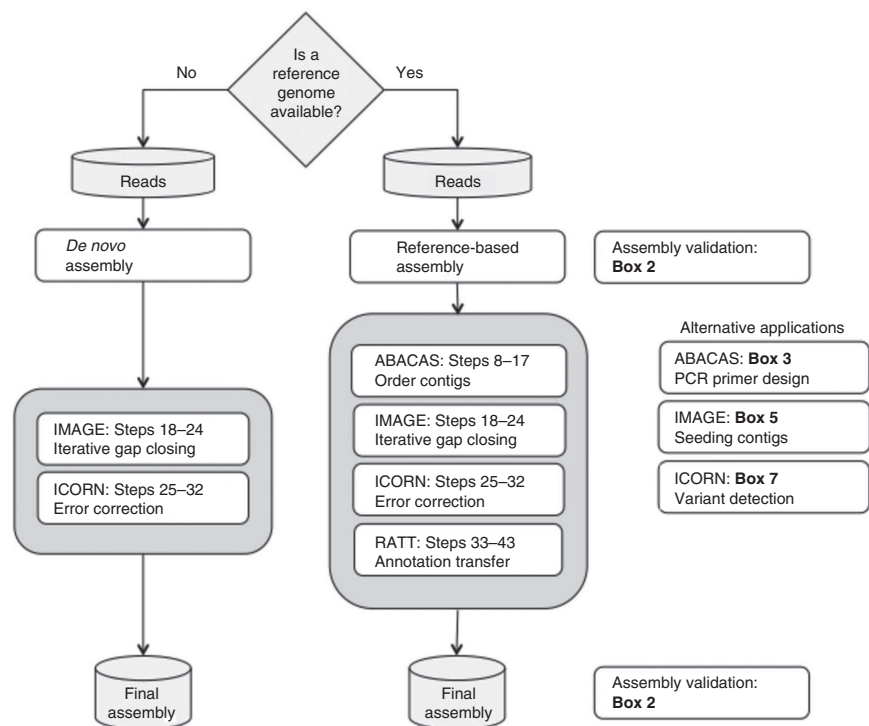 Is a
reference
genome
available?
No
Yes
Reads
Reads
De novo
assembly
Reference-based
assembly
Assembly validation:
Box 2
ABACAS: Steps 8–17
Order contigs
IMAGE: Steps 18–24
Iterative gap closing
ICORN: Steps 25–32
Error correction
RATT: Steps 33–43
Annotation transfer
IMAGE: Steps 18–24
Iterative gap closing
ICORN: Steps 25–32
Error correction
Alternative applications
ABACAS: Box 3
PCR primer design
IMAGE: Box 5
Seeding contigs
ICORN: Box 7
Variant detection
Final
assembly
Final
assembly
Assembly validation:
Box 2